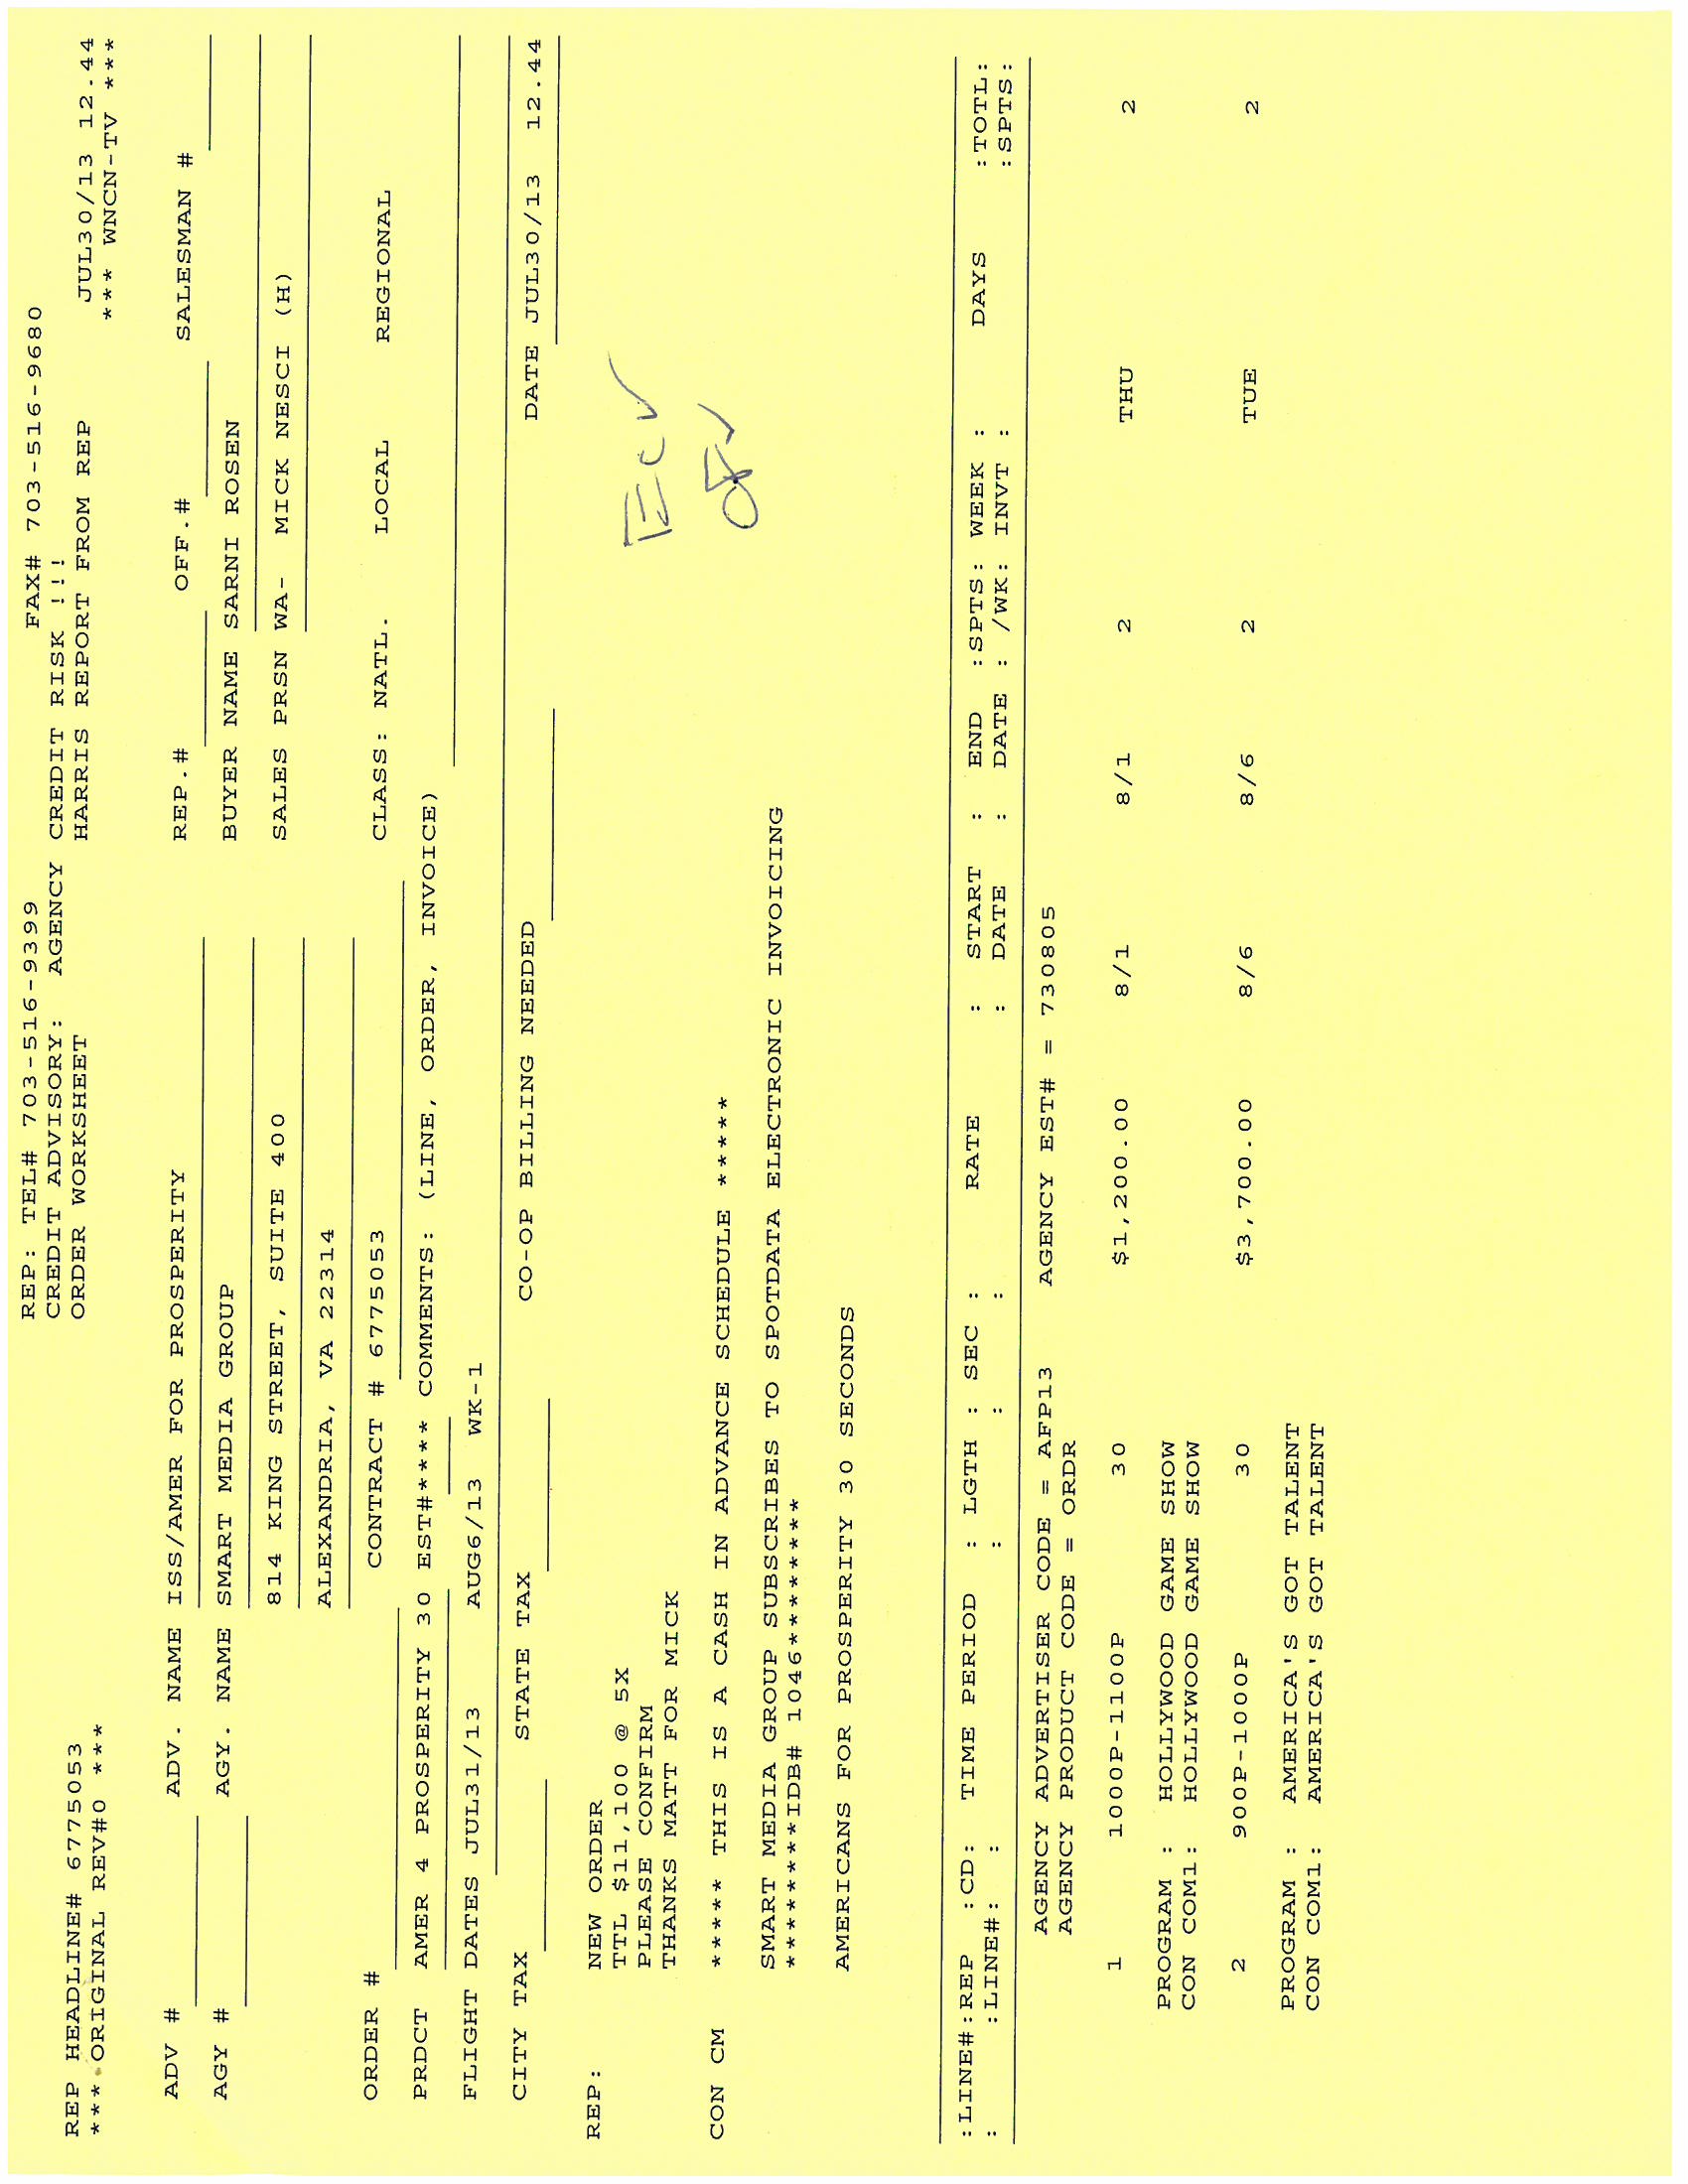 REP: TEL# 703-516-9399 FAX# 703-516-9680
CREDIT ADVISORY: AGENCY CREDIT RISK !!!
REP HEADLINE# 6775053 ORDER WORKSHEET HARRIS REPORT FROM REP JUL30/13 12.44
*** ORIGINAL REV#0 *** *** WNCN-TV ***
ADV # ADV. NAME ISS/AMER FOR PROSPERITY REP.# OFF.# SALESMAN #
AGY # AGY. NAME SMART MEDIA GROUP BUYER NAME SARNI ROSEN
814 KING STREET, SUITE 400 SALES PRSN WA- MICK NESCI (H)
ALEXANDRIA, VA 22314
ORDER # CONTRACT # 6775053 CLASS: NATL. LOCAL REGIONAL
PRDCT AMER 4 PROSPERITY 30 EST#**** COMMENTS: (LINE, ORDER, INVOICE)
FLIGHT DATES JUL31/13 AUG6/13 WK-1
CITY TAX STATE TAX CO-OP BILLING NEEDED DATE JUL30/13 12.44
REP: NEW ORDER
TTL $11,100 @ 5X
PLEASE CONFIRM
THANKS MATT FOR MICK
CON CM ***** THIS IS A CASH IN ADVANCE SCHEDULE *****
SMART MEDIA GROUP SUBSCRIBES TO SPOTDATA ELECTRONIC INVOICING
**********IDB# 1046**********
AMERICANS FOR PROSPERITY 30 SECONDS
:LINE#:REP :CD: TIME PERIOD : LGTH : SEC : RATE : START : END :SPTS: WEEK : DAYS :TOTL:
: :LINE#: : : : : : DATE : DATE : /WK: INVT : :SPTS:
AGENCY ADVERTISER CODE = AFP13 AGENCY EST# = 730805
AGENCY PRODUCT CODE = ORDR
1 1000P-1100P 30 $1,200.00 8/1 8/1 2 THU 2
PROGRAM : HOLLYWOOD GAME SHOW
CON COM1: HOLLYWOOD GAME SHOW
2 900P-1000P 30 $3,700.00 8/6 8/6 2 TUE 2
PROGRAM : AMERICA'S GOT TALENT
CON COM1: AMERICA'S GOT TALENT